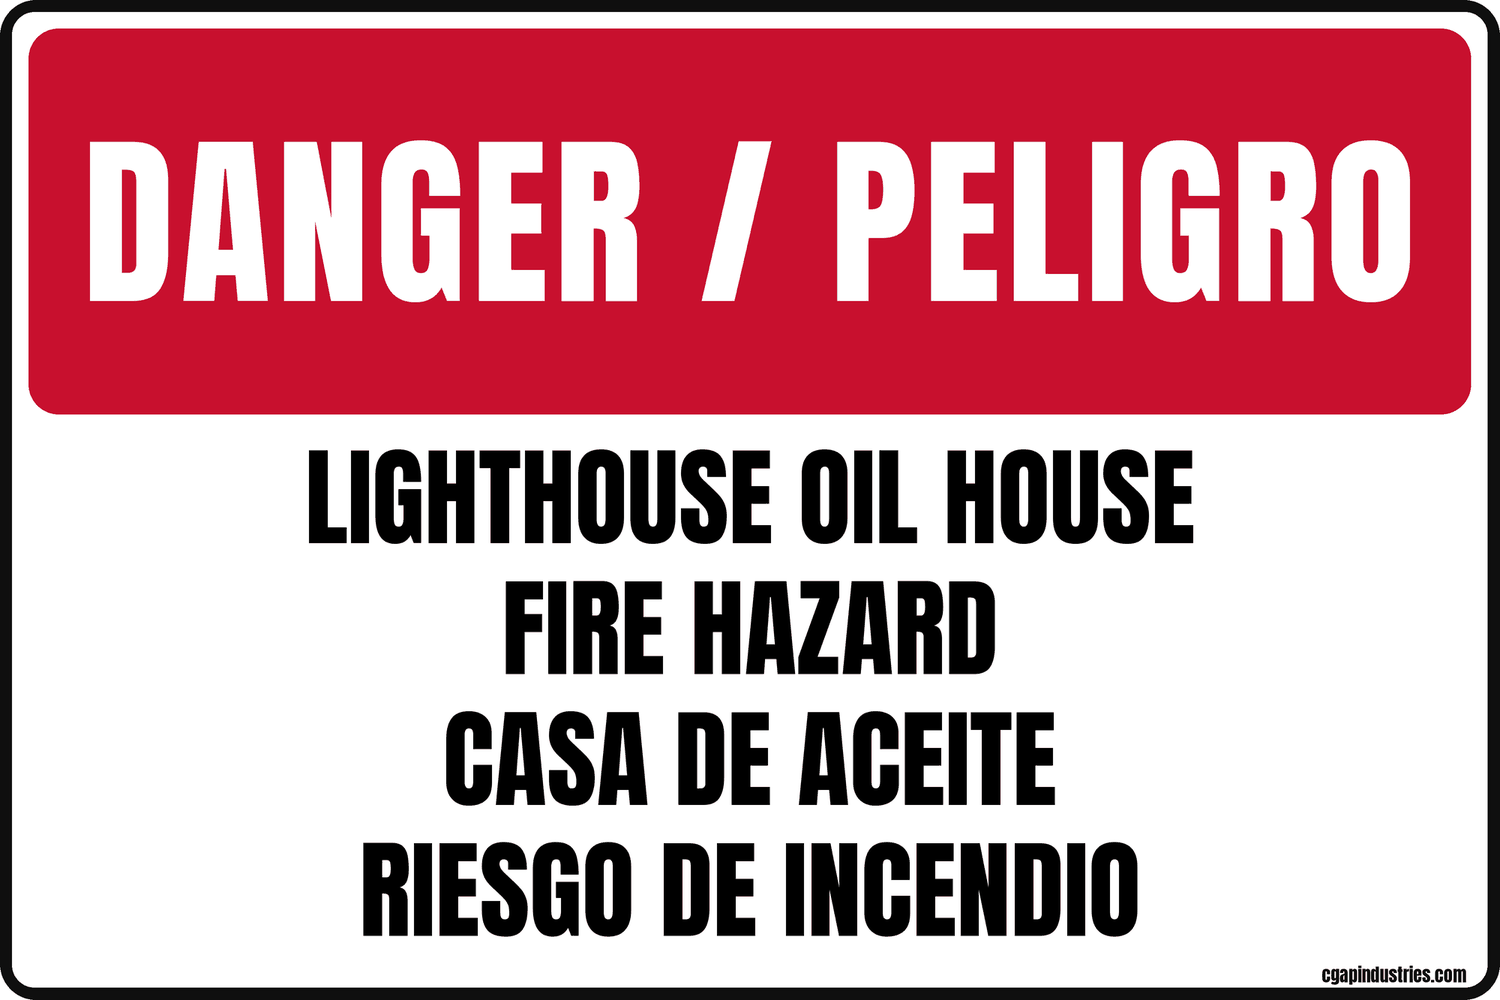 DANGER / PELIGRO
LIGHTHOUSE OIL HOUSE
FIRE HAZARD
CASA DE ACEITE
RIESGO DE INCENDIO
cgapindustries.com